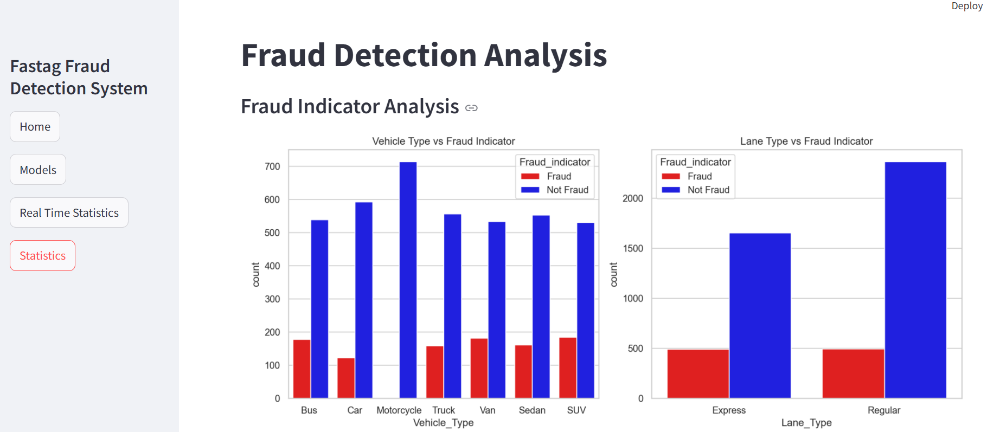 Deploy
Fastag Fraud
Detection System
Home
Models
Real Time Statistics
Statistics
Fraud Detection Analysis
Fraud Indicator Analysis
Vehicle Type vs Fraud Indicator
Fraud_indicator
Fraud
Not Fraud
700
600
500
400
300
200
100
0
count
Bus Car Motorcycle Truck Van Sedan SUV
Vehicle_Type
Lane Type vs Fraud Indicator
Fraud_indicator
Fraud
Not Fraud
2000
1500
1000
500
0
count
Express Regular
Lane_Type